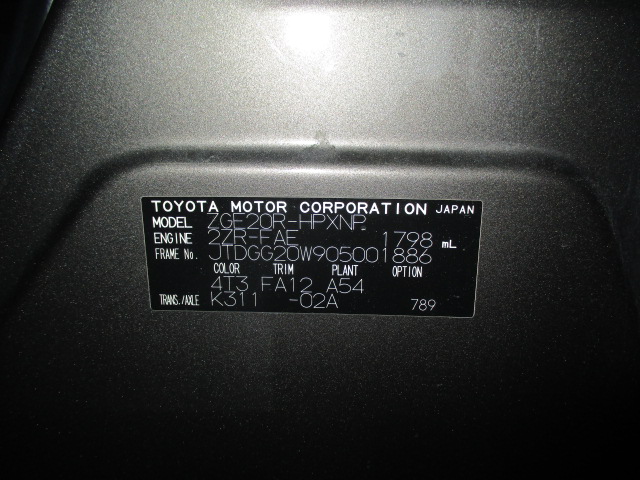 TOYOTA MOTOR CORPORATION JAPAN
MODEL ZGE20R-HPXNP
ENGINE 2ZR-FAE 1798 mL
FRAME No. JTDGG20W905001886
COLOR TRIM PLANT OPTION
4T3 FA12 A54
TRANS./AXLE K311 -02A 789